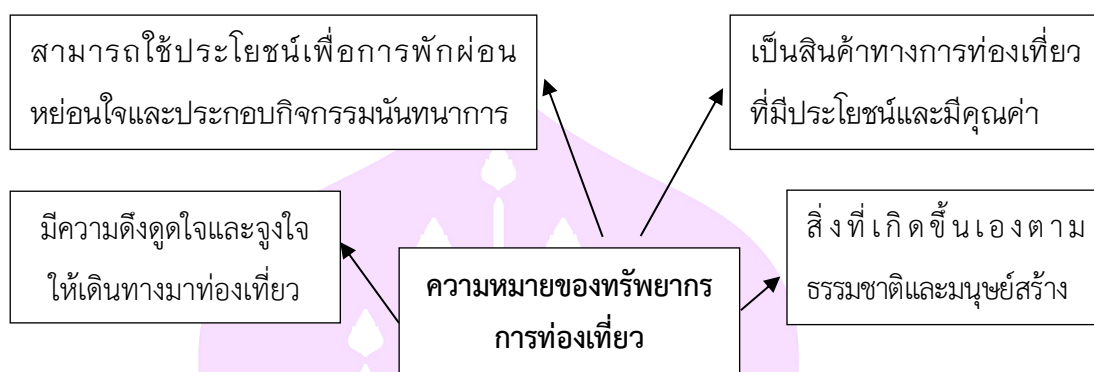 สามารถใช้ประโยชน์เพื่อการพักผ่อน
หย่อนใจและประกอบกิจกรรมนันทนาการ
เป็นสินค้าทางการท่องเที่ยว
ที่มีประโยชน์และมีคุณค่า
มีความดึงดูดใจและจูงใจ
ให้เดินทางมาท่องเที่ยว
สิ่งที่เกิดขึ้นเองตาม
ธรรมชาติและมนุษย์สร้าง
ความหมายของทรัพยากร
การท่องเที่ยว